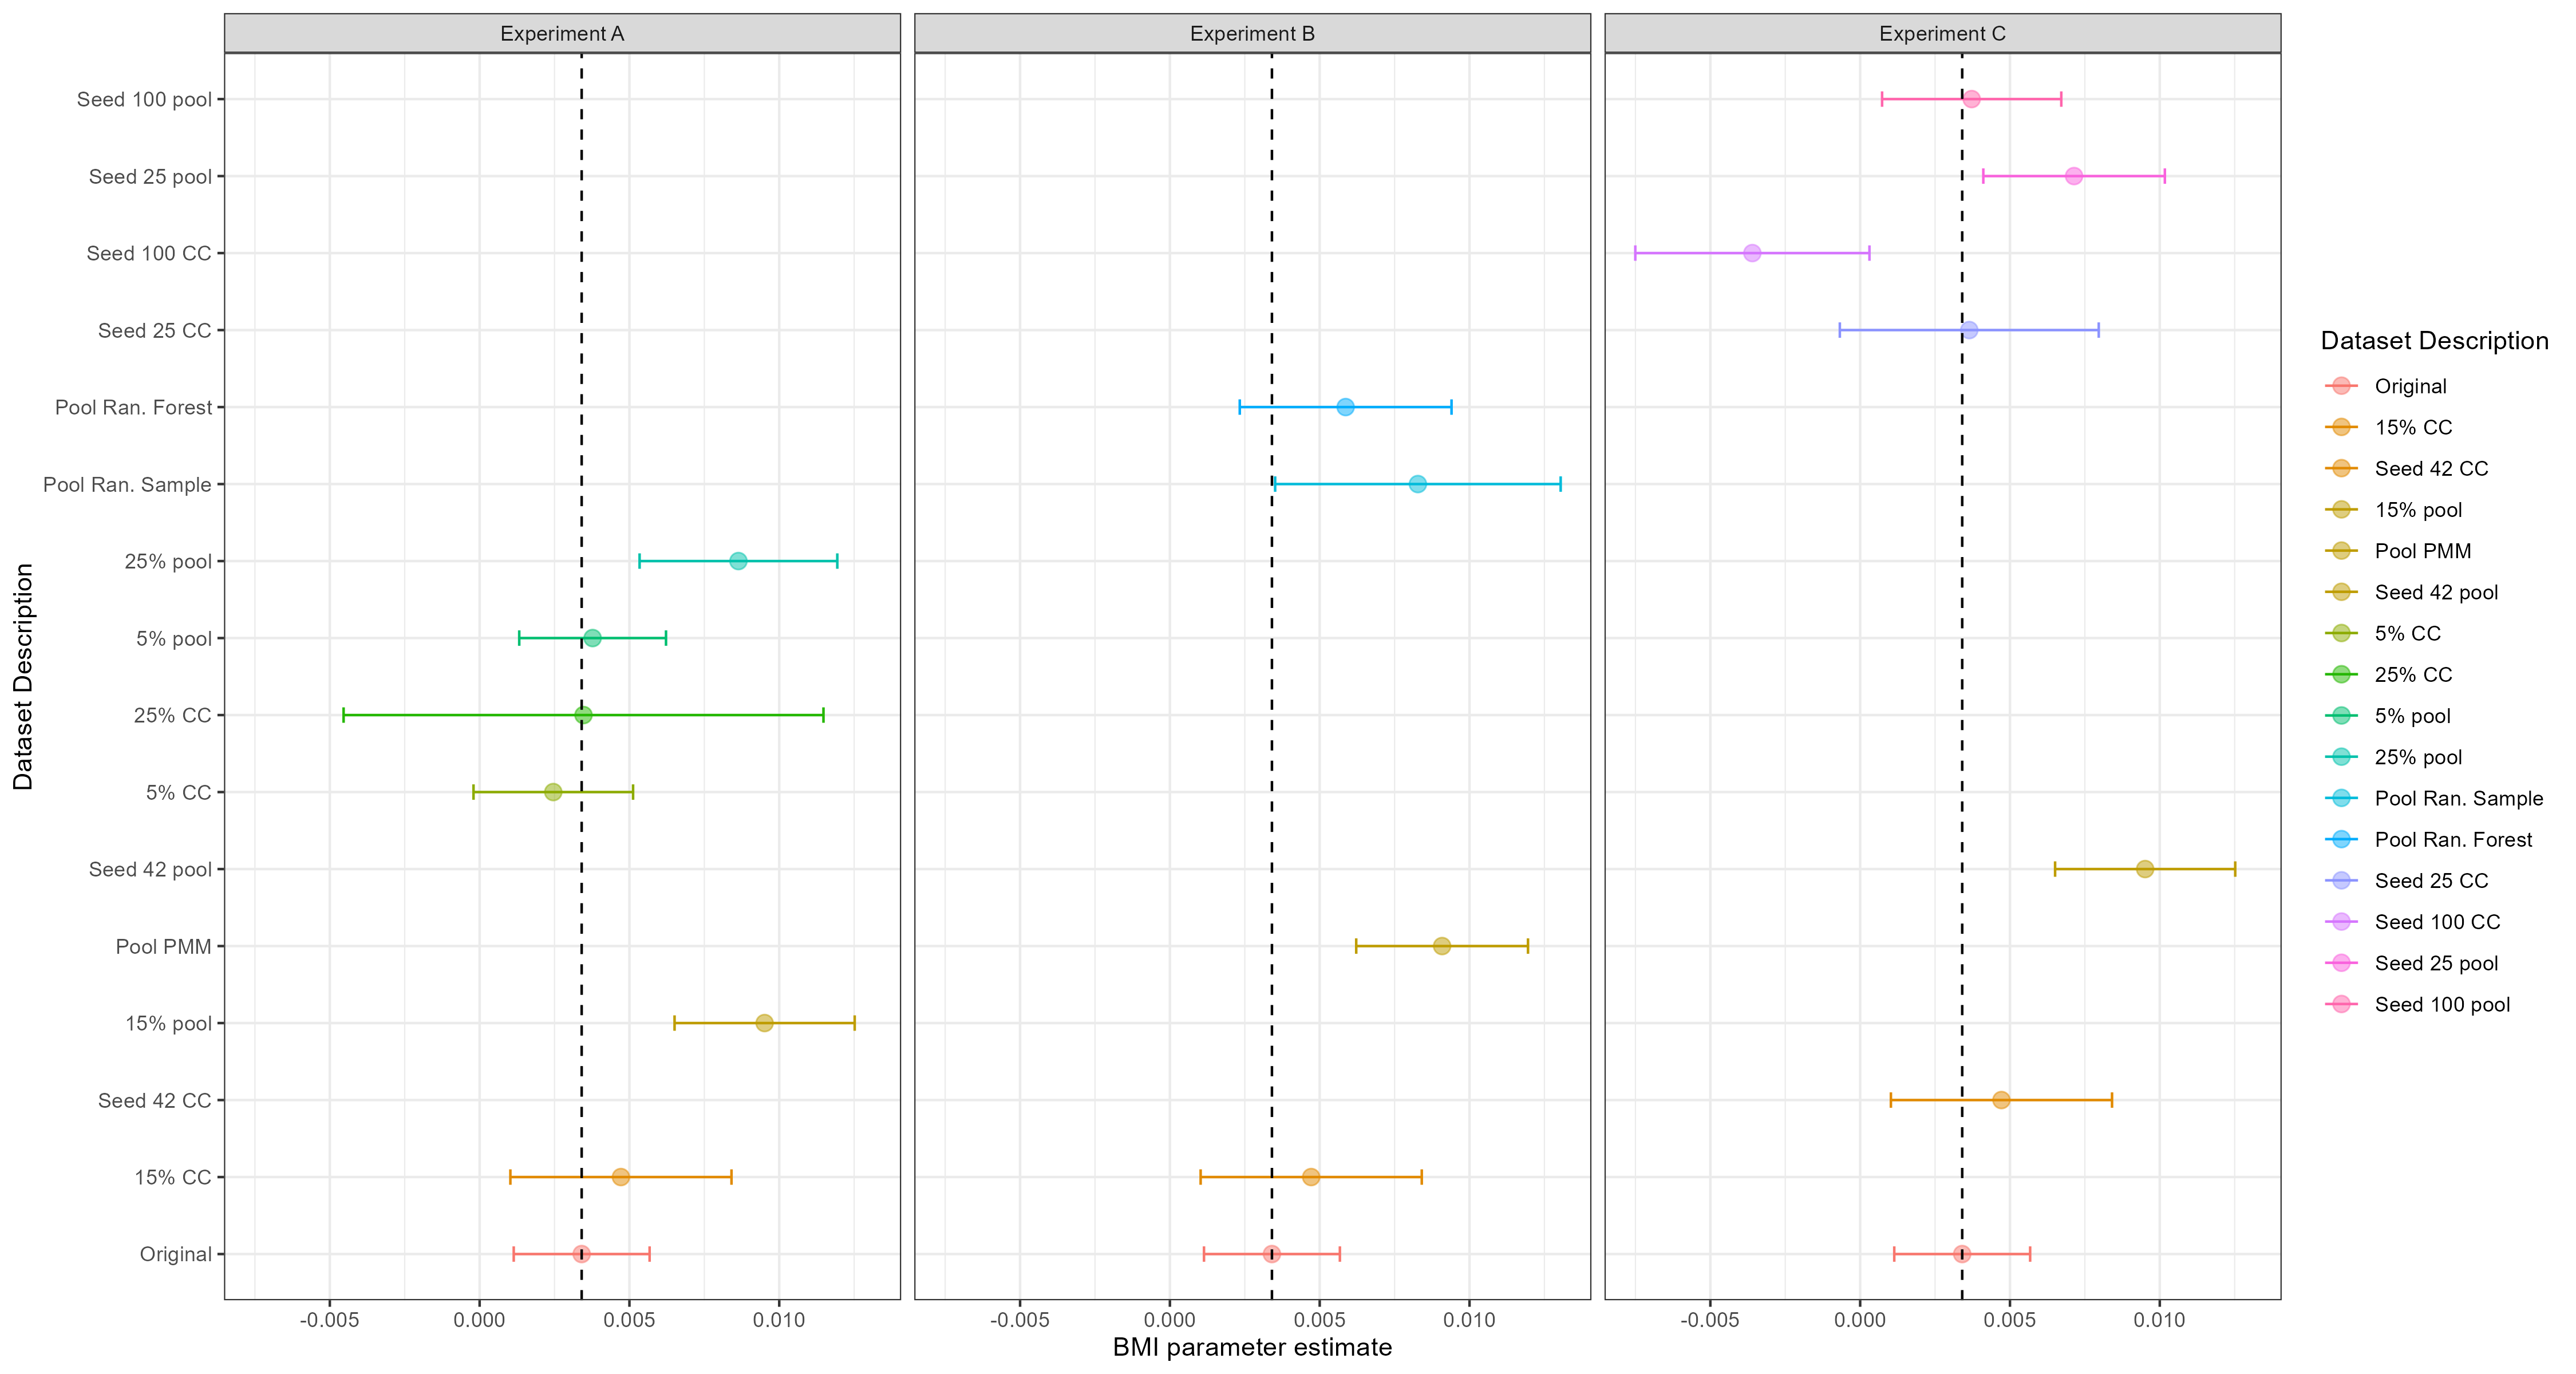 Experiment A
Experiment B
Experiment C
Dataset Description
Seed 100 pool
Seed 25 pool
Seed 100 CC
Seed 25 CC
Pool Ran. Forest
Pool Ran. Sample
25% pool
5% pool
25% CC
5% CC
Seed 42 pool
Pool PMM
15% pool
Seed 42 CC
15% CC
Original
-0.005 0.000 0.005 0.010
-0.005 0.000 0.005 0.010
-0.005 0.000 0.005 0.010
BMI parameter estimate
Dataset Description
Original
15% CC
Seed 42 CC
15% pool
Pool PMM
Seed 42 pool
5% CC
25% CC
5% pool
25% pool
Pool Ran. Sample
Pool Ran. Forest
Seed 25 CC
Seed 100 CC
Seed 25 pool
Seed 100 pool